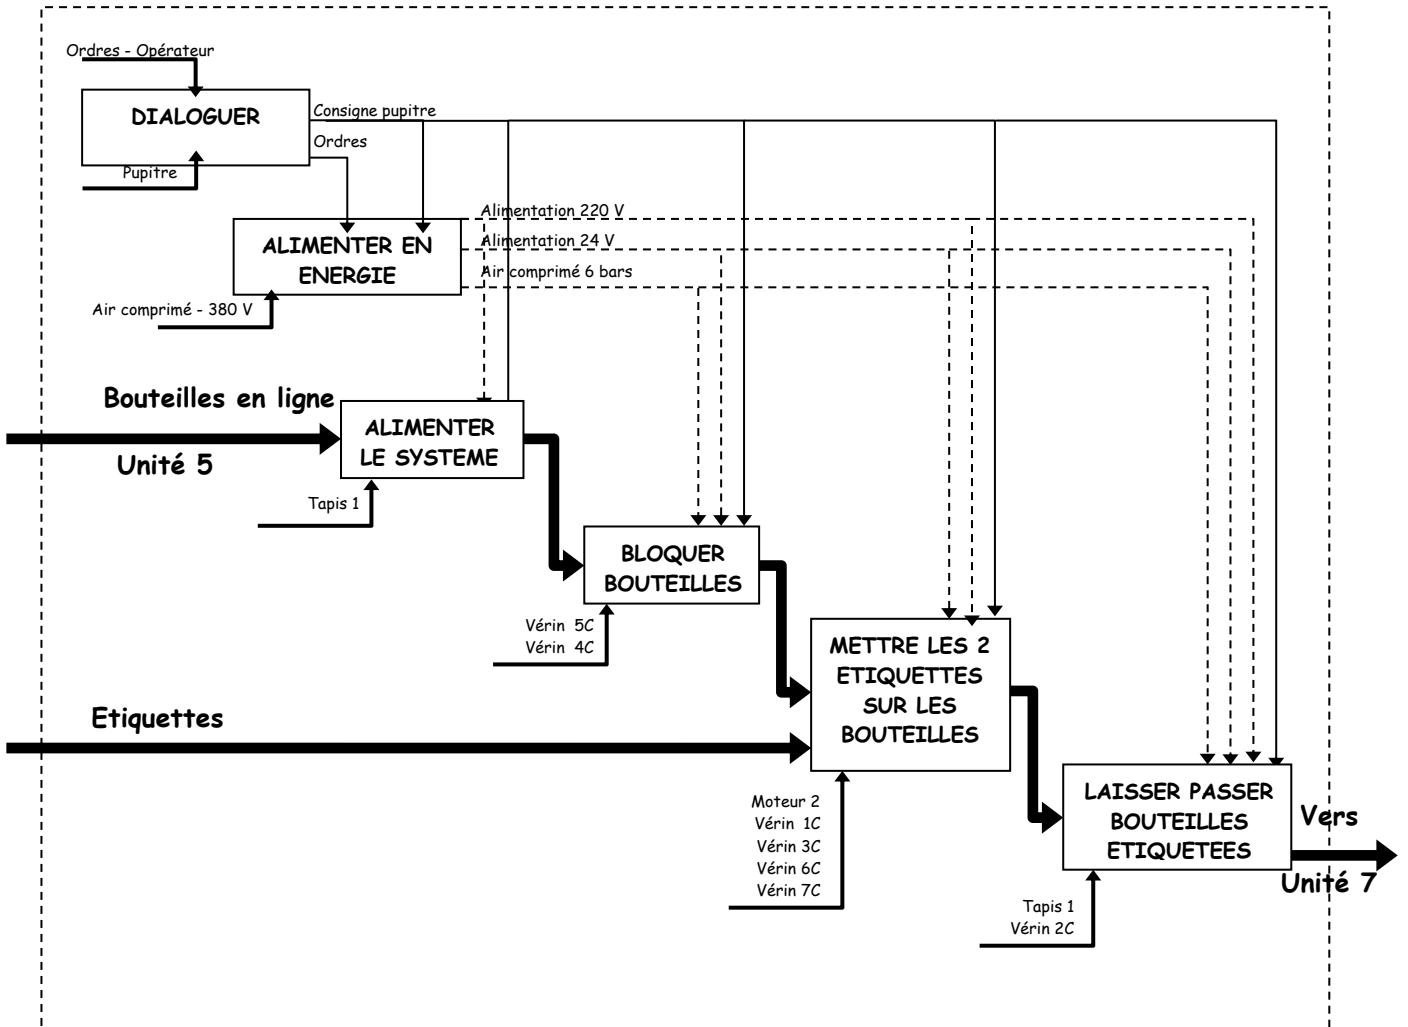 Ordres - Opérateur
DIALOGUER
Consigne pupitre
Ordres
Pupitre
Alimentation 220 V
ALIMENTER EN
ENERGIE
Alimentation 24 V
Air comprimé 6 bars
Air comprimé - 380 V
Bouteilles en ligne
Unité 5
ALIMENTER
LE SYSTEME
Tapis 1
BLOQUER
BOUTEILLES
Vérin 5C
Vérin 4C
METTRE LES 2
ETIQUETTES
SUR LES
BOUTEILLES
Etiquettes
Moteur 2
Vérin 1C
Vérin 3C
Vérin 6C
Vérin 7C
LAISSER PASSER
BOUTEILLES
ETIQUETEES
Vers
Unité 7
Tapis 1
Vérin 2C